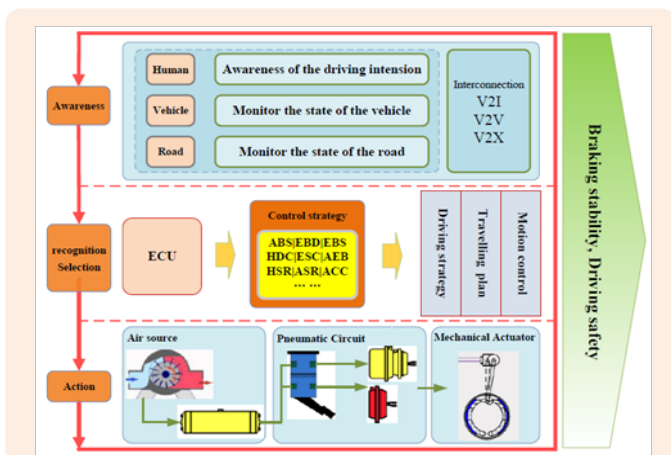 Awareness
Human
Awareness of the driving intension
Vehicle
Monitor the state of the vehicle
Road
Monitor the state of the road
Interconnection
V2I
V2V
V2X
recognition
Selection
ECU
Control strategy
ABS|EBD|EBS
HDC|ESC|AEB
HSR|ASR|ACC
... ...
Driving strategy
Travelling plan
Motion control
Action
Air source
Pneumatic Circuit
Mechanical Actuator
Braking stability, Driving safety